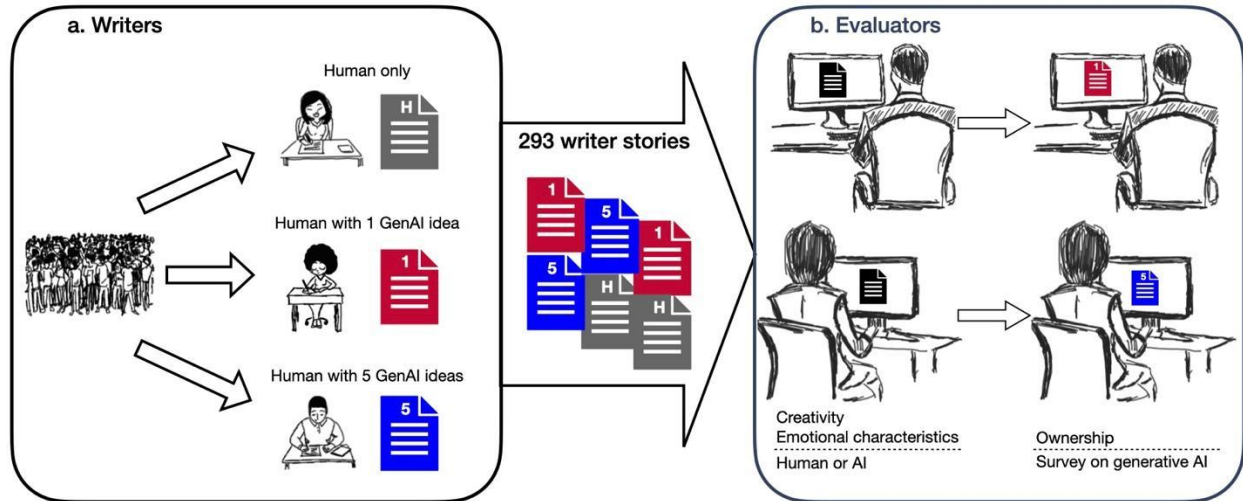 a. Writers
Human only
H
Human with 1 GenAI idea
1
Human with 5 GenAI ideas
5
293 writer stories
1
5
1
5
H
H
b. Evaluators
1
5
Creativity
Emotional characteristics
Human or AI
Ownership
Survey on generative AI